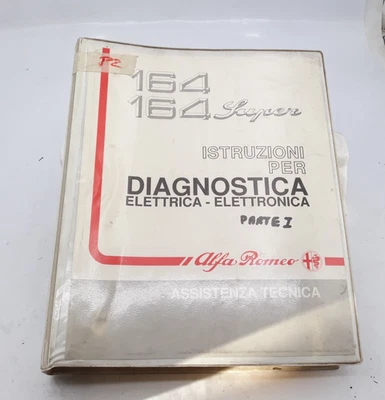 P2
164
164 Super
ISTRUZIONI
PER
DIAGNOSTICA
ELETTRICA - ELETTRONICA
PARTE I
Alfa Romeo
ASSISTENZA TECNICA